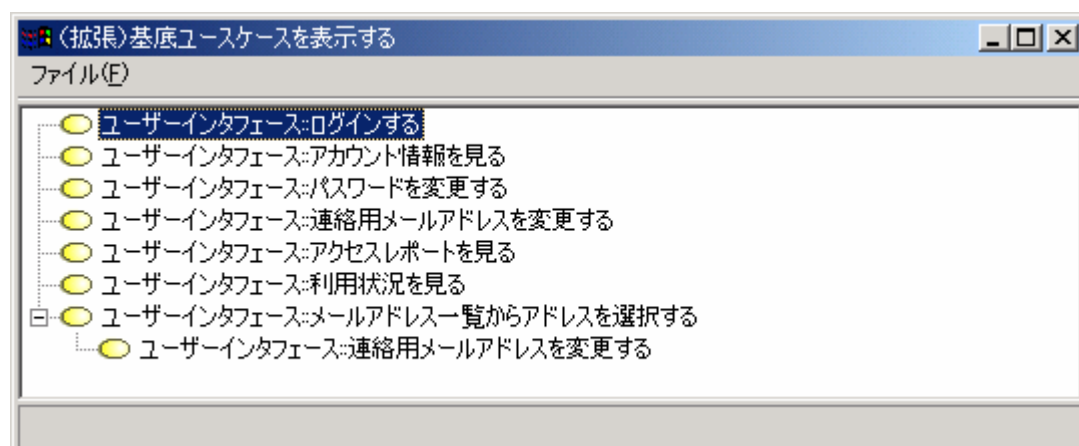 (拡張)基底ユースケースを表示する
ファイル(F)
ユーザーインタフェース::ログインする
ユーザーインタフェース::アカウント情報を見る
ユーザーインタフェース::パスワードを変更する
ユーザーインタフェース::連絡用メールアドレスを変更する
ユーザーインタフェース::アクセスレポートを見る
ユーザーインタフェース::利用状況を見る
ユーザーインタフェース::メールアドレス一覧からアドレスを選択する
ユーザーインタフェース::連絡用メールアドレスを変更する